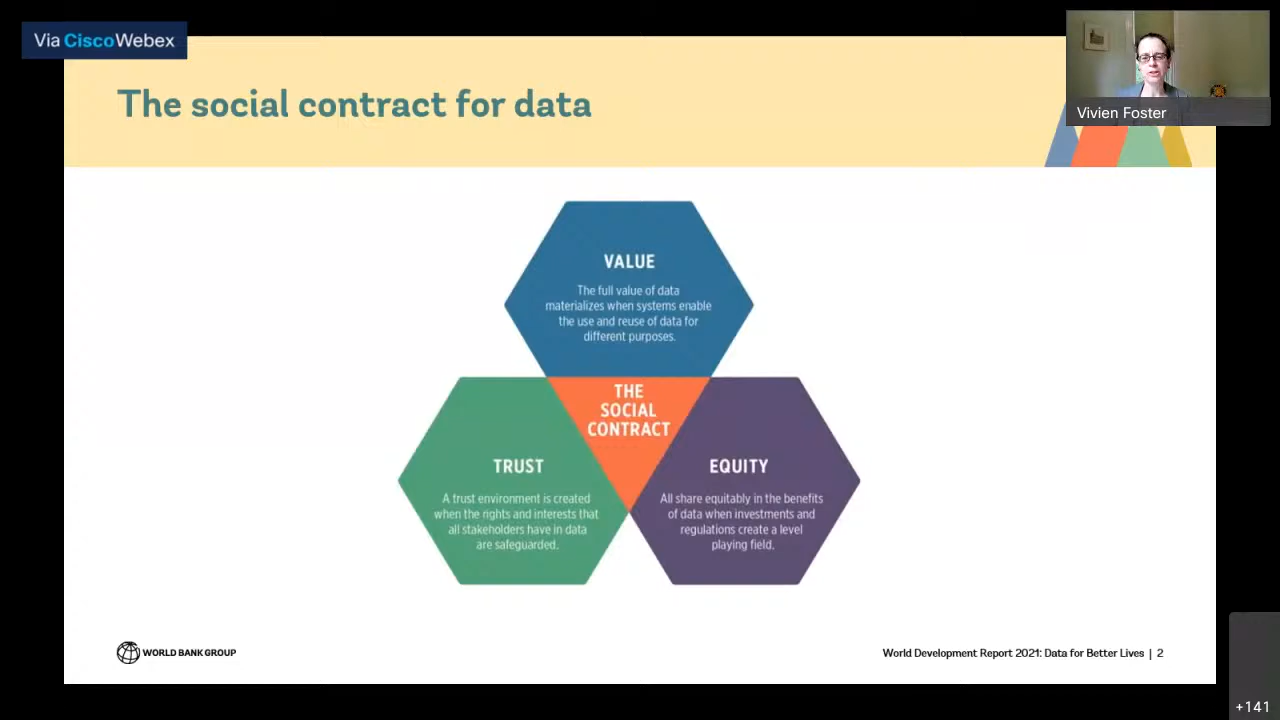 Via Cisco Webex
The social contract for data
Vivien Foster
VALUE
The full value of data
materializes when systems enable
the use and reuse of data for
different purposes.
THE
SOCIAL
CONTRACT
TRUST
A trust environment is created
when the rights and interests that
all stakeholders have in data
are safeguarded.
EQUITY
All share equitably in the benefits
of data when investments and
regulations create a level
playing field.
WORLD BANK GROUP
World Development Report 2021: Data for Better Lives | 2
+141